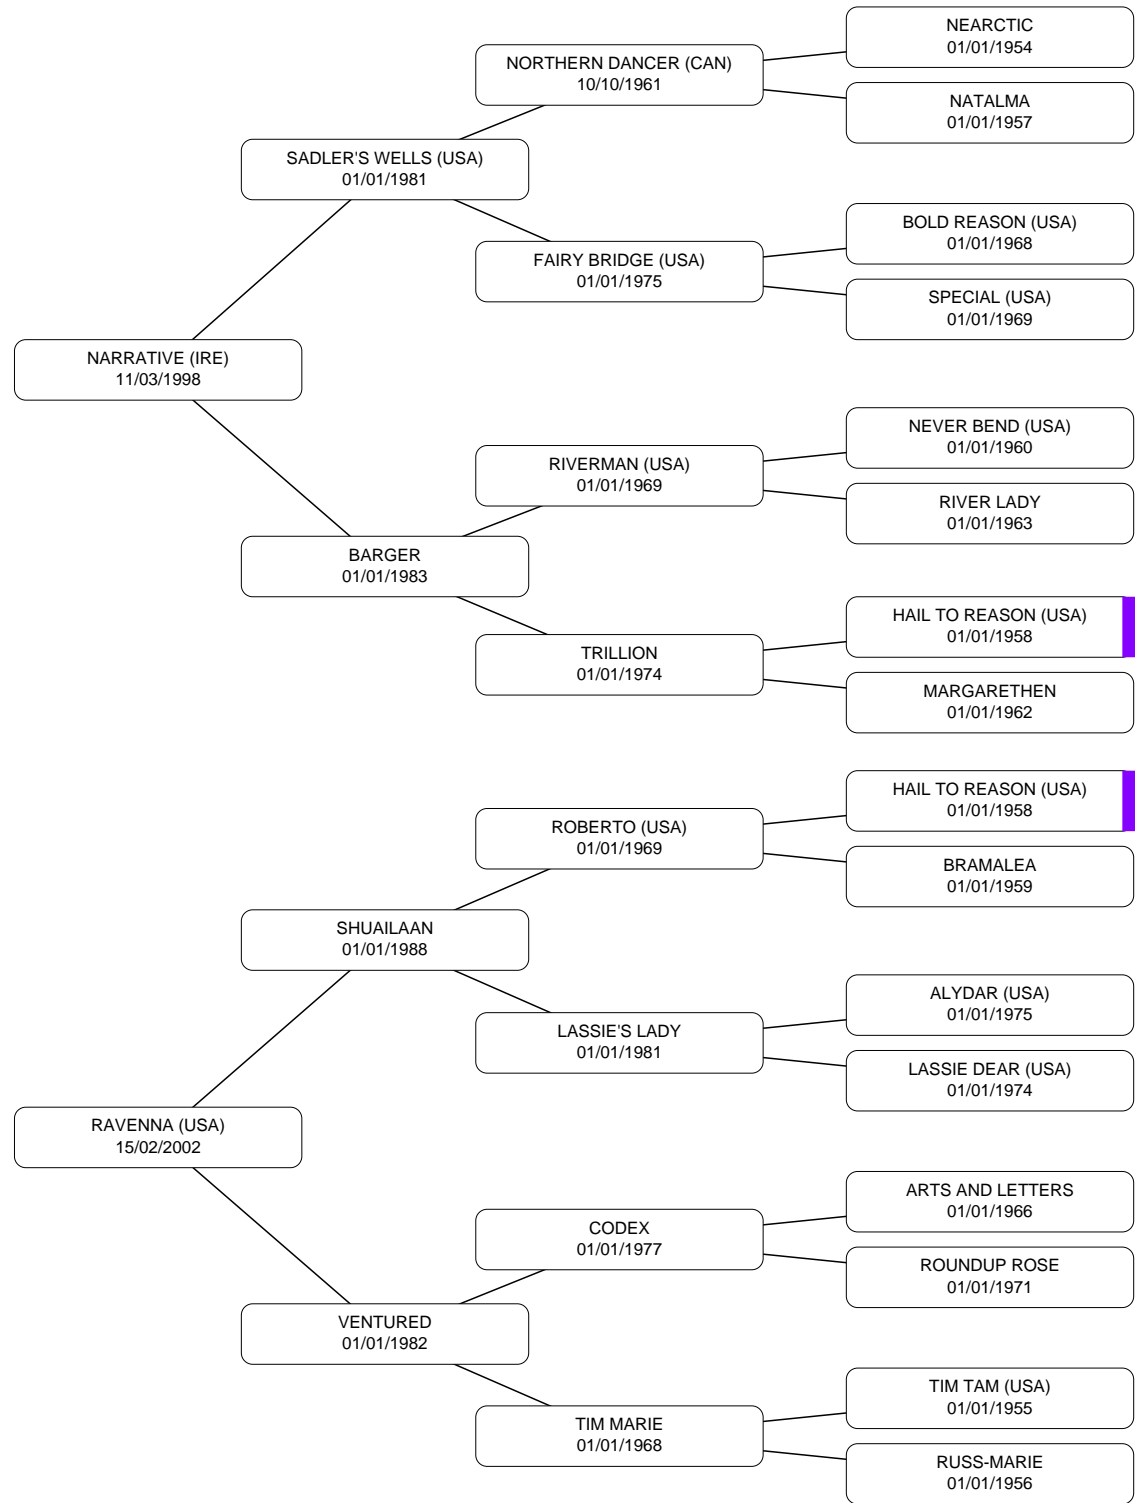 NEARCTIC
01/01/1954
NORTHERN DANCER (CAN)
10/10/1961
NATALMA
01/01/1957
SADLER'S WELLS (USA)
01/01/1981
BOLD REASON (USA)
01/01/1968
FAIRY BRIDGE (USA)
01/01/1975
SPECIAL (USA)
01/01/1969
NARRATIVE (IRE)
11/03/1998
NEVER BEND (USA)
01/01/1960
RIVERMAN (USA)
01/01/1969
RIVER LADY
01/01/1963
BARGER
01/01/1983
HAIL TO REASON (USA)
01/01/1958
TRILLION
01/01/1974
MARGARETHEN
01/01/1962
HAIL TO REASON (USA)
01/01/1958
ROBERTO (USA)
01/01/1969
BRAMALEA
01/01/1959
SHUAILAAN
01/01/1988
ALYDAR (USA)
01/01/1975
LASSIE'S LADY
01/01/1981
LASSIE DEAR (USA)
01/01/1974
RAVENNA (USA)
15/02/2002
ARTS AND LETTERS
01/01/1966
CODEX
01/01/1977
ROUNDUP ROSE
01/01/1971
VENTURED
01/01/1982
TIM TAM (USA)
01/01/1955
TIM MARIE
01/01/1968
RUSS-MARIE
01/01/1956